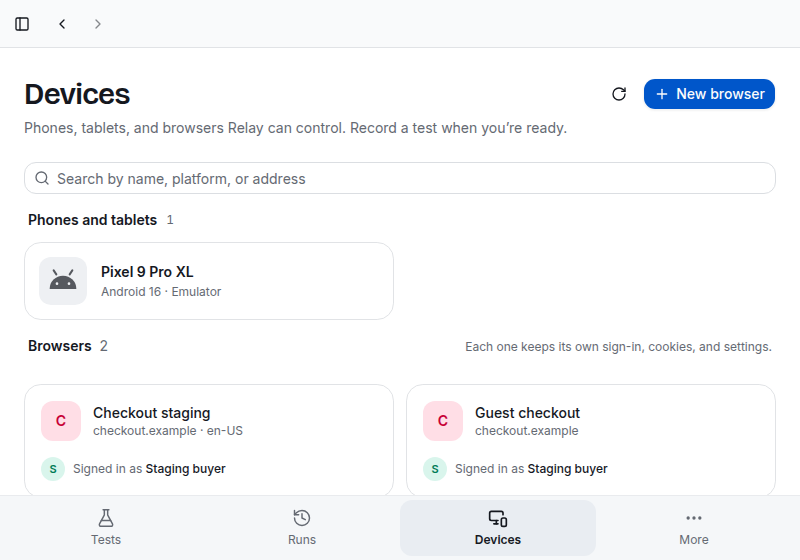 Devices
New browser
Phones, tablets, and browsers Relay can control. Record a test when you’re ready.
Search by name, platform, or address
Phones and tablets 1
Pixel 9 Pro XL
Android 16 · Emulator
Browsers 2
Each one keeps its own sign-in, cookies, and settings.
C
Checkout staging
checkout.example · en-US
S
Signed in as Staging buyer
C
Guest checkout
checkout.example
S
Signed in as Staging buyer
Tests
Runs
Devices
More